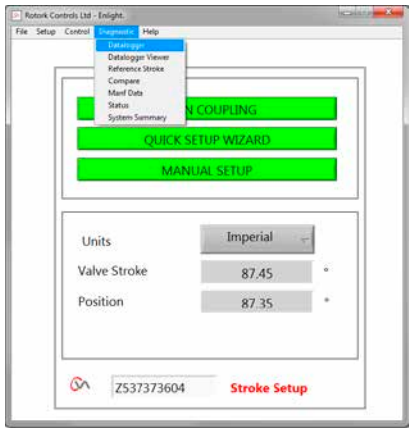 Rotork Controls Ltd - Enlight.
File Setup Control Diagnostic Help
Datalogger
Datalogger Viewer
Reference Stroke
Compare
Manf Data
Status
System Summary
N COUPLING
QUICK SETUP WIZARD
MANUAL SETUP
Units Imperial
Valve Stroke 87.45 °
Position 87.35 °
Z537373604 Stroke Setup